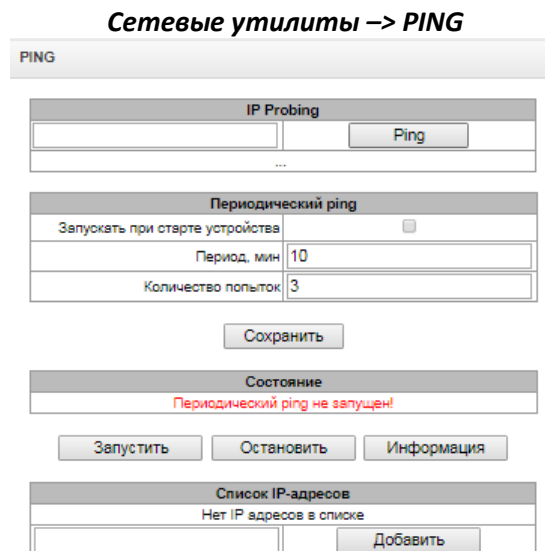 Сетевые утилиты –> PING
PING
IP Probing
Ping
...
Периодический ping
Запускать при старте устройства
Период, мин 10
Количество попыток 3
Сохранить
Состояние
Периодический ping не запущен!
Запустить Остановить Информация
Список IP-адресов
Нет IP адресов в списке
Добавить